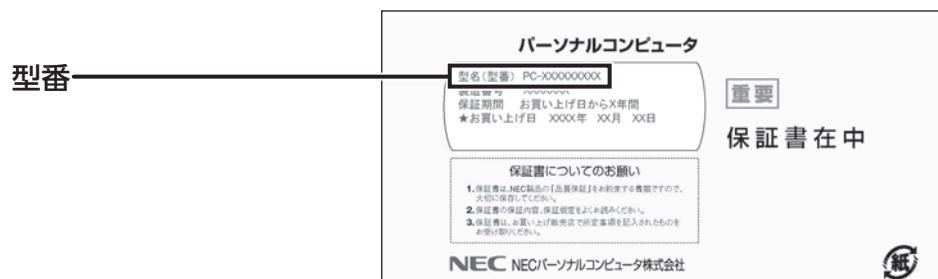 パーソナルコンピュータ
型番
型名(型番) PC-XXXXXXXXX
製造番号 XXXXXXX
保証期間 お買い上げ日からX年間
★お買い上げ日 XXXX年 XX月 XX日
重要
保証書在中
保証書についてのお願い
1.保証書は、NEC製品の「品質保証」をお約束する書類ですので、
大切に保存してください。
2.保証書の保証内容、保証規定をよくお読みください。
3.保証書は、お買い上げ販売店で所定事項を記入されたものを
お受け取りください。
NEC NECパーソナルコンピュータ株式会社
紙